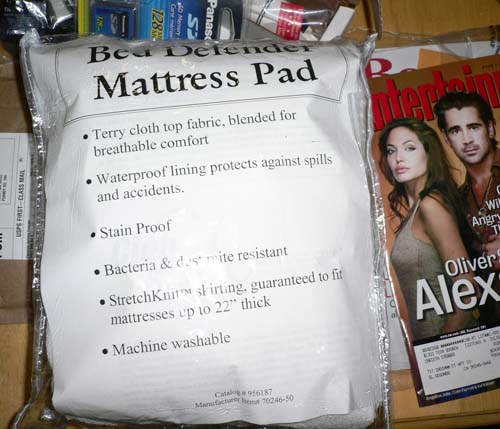 Bed Defender
Mattress Pad
• Terry cloth top fabric, blended for
breathable comfort
• Waterproof lining protects against spills
and accidents.
• Stain Proof
• Bacteria & dust mite resistant
• StretchKnit™ skirting, guaranteed to fit
mattresses up to 22" thick
• Machine washable
Catalog # 956187
Manufacturer Item# 70246-50
Panasonic
128MB
USPS FIRST-CLASS MAIL
Entertain
Oliver
Alex